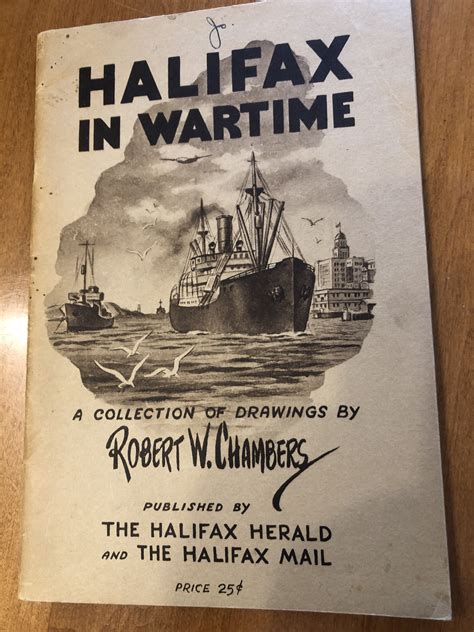 Jo.
HALIFAX
IN WARTIME
A COLLECTION OF DRAWINGS BY
ROBERT W. CHAMBERS
PUBLISHED BY
THE HALIFAX HERALD
AND THE HALIFAX MAIL
PRICE 25¢